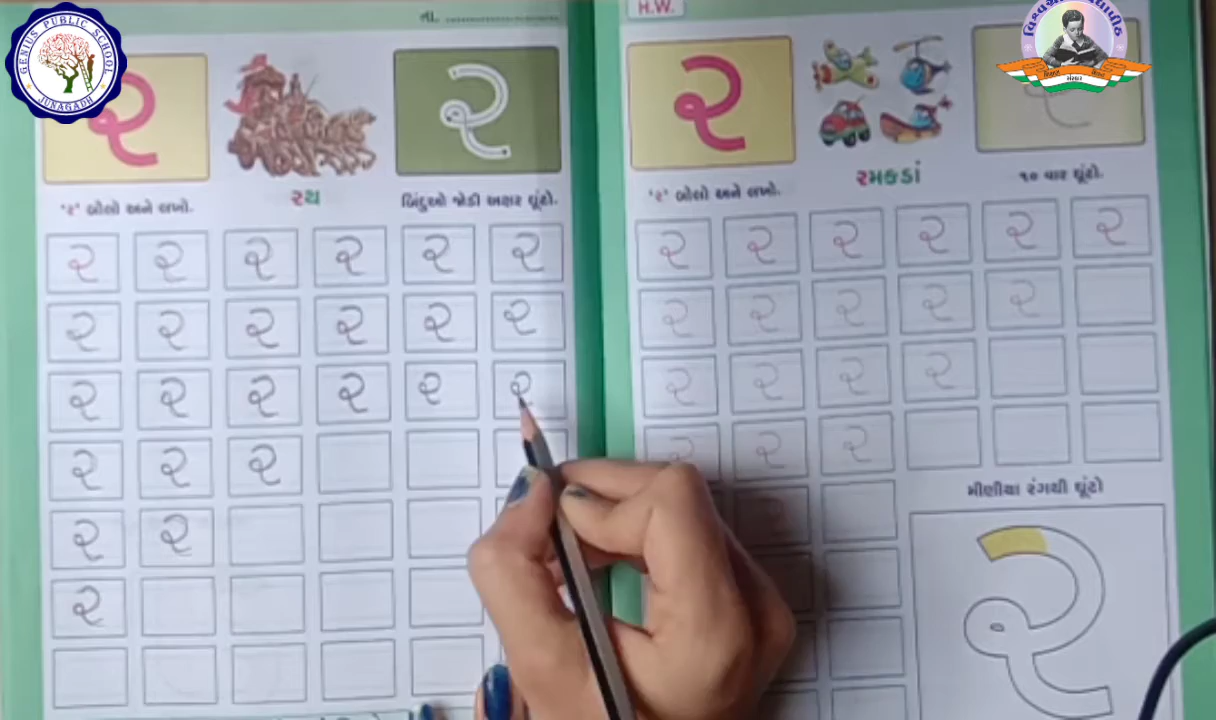 GENIUS PUBLIC SCHOOL
JUNAGADH
તા.
H.W.
ર
ર
ર
ર
'ર' બોલો અને લખો.
રથ
બિંદુઓ જોડી અક્ષર ઘૂંટો.
'ર' બોલો અને લખો.
રમકડાં
૧૦ વાર ઘૂંટો.
ર ર ર ર ર ર
ર ર ર ર ર ર
ર ર ર ર ર ર
ર ર ર
ર ર
ર
ર ર ર ર ર ર
ર ર ર ર ર
ર ર ર ર
ર ર ર
મીણીયા રંગથી ઘૂંટો
ર